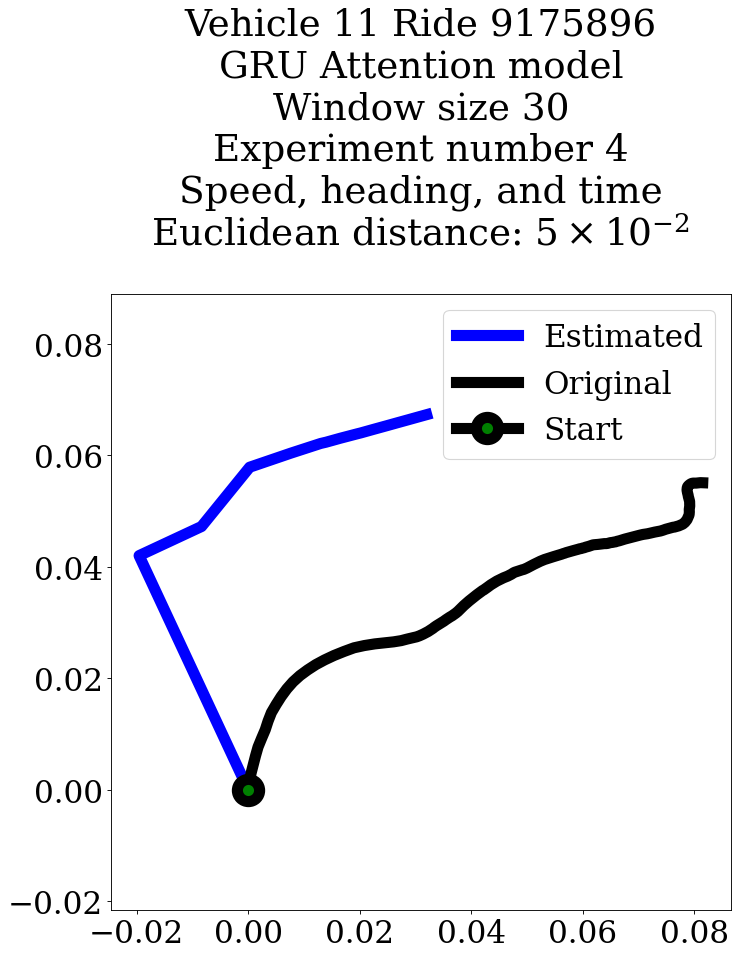 Vehicle 11 Ride 9175896
GRU Attention model
Window size 30
Experiment number 4
Speed, heading, and time
Euclidean distance: 5 × 10⁻²
Estimated
Original
Start
0.08
0.06
0.04
0.02
0.00
−0.02
−0.02 0.00 0.02 0.04 0.06 0.08